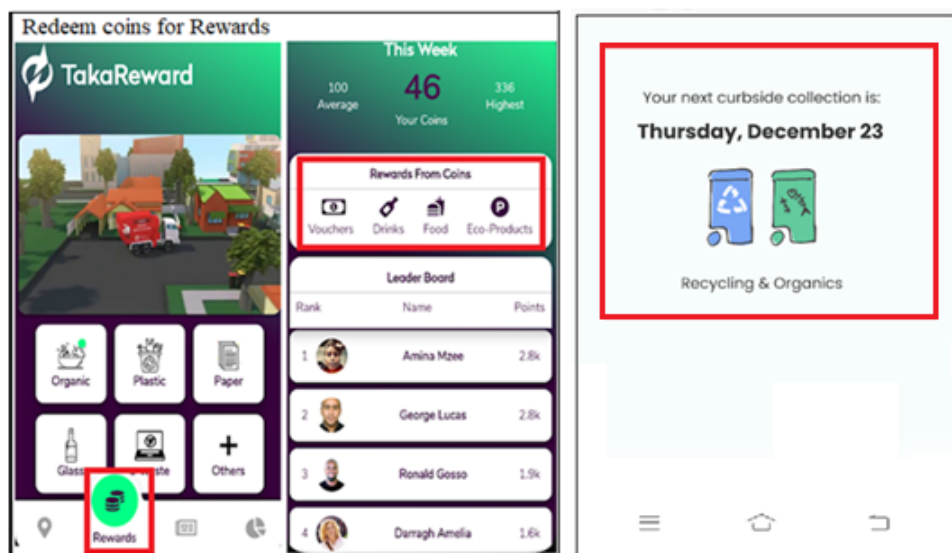 Redeem coins for Rewards
TakaReward
Organic
Plastic
Paper
Glass
Others
Rewards
This Week
100
Average
46
Your Coins
336
Highest
Rewards From Coins
Vouchers
Drinks
Food
Eco-Products
Leader Board
Rank Name Points
1 Amina Mzee 2.8k
2 George Lucas 2.8k
3 Ronald Gosso 1.9k
4 Darragh Amelia 1.6k
Your next curbside collection is:
Thursday, December 23
Recycling & Organics